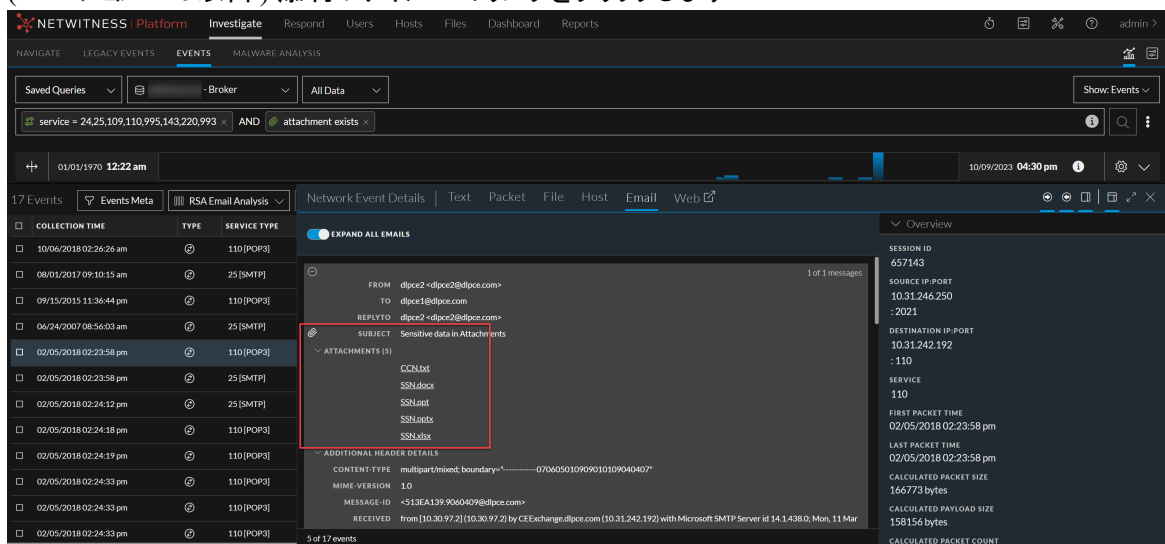 NETWITNESS Platform Investigate Respond Users Hosts Files Dashboard Reports admin >
NAVIGATE LEGACY EVENTS EVENTS MALWARE ANALYSIS
Saved Queries - Broker All Data Show: Events
service = 24,25,109,110,995,143,220,993 × AND attachment exists ×
01/01/1970 12:22 am 10/09/2023 04:30 pm
17 Events Events Meta RSA Email Analysis Network Event Details Text Packet File Host Email Web
COLLECTION TIME TYPE SERVICE TYPE
10/06/2018 02:26:26 am 110 [POP3]
08/01/2017 09:10:15 am 25 [SMTP]
09/15/2015 11:36:44 pm 110 [POP3]
06/24/2007 08:56:03 am 25 [SMTP]
02/05/2018 02:23:58 pm 110 [POP3]
02/05/2018 02:23:58 pm 25 [SMTP]
02/05/2018 02:24:12 pm 25 [SMTP]
02/05/2018 02:24:18 pm 110 [POP3]
02/05/2018 02:24:19 pm 110 [POP3]
02/05/2018 02:24:33 pm 110 [POP3]
02/05/2018 02:24:33 pm 110 [POP3]
02/05/2018 02:24:33 pm 110 [POP3]
EXPAND ALL EMAILS
1 of 1 messages
FROM dlpce2 <dlpce2@dlpce.com>
TO dlpce1@dlpce.com
REPLYTO dlpce2 <dlpce2@dlpce.com>
SUBJECT Sensitive data in Attachments
ATTACHMENTS (5)
CCN.txt
SSN.docx
SSN.ppt
SSN.pptx
SSN.xlsx
ADDITIONAL HEADER DETAILS
CONTENT-TYPE multipart/mixed; boundary="------------070605010909010109040407"
MIME-VERSION 1.0
MESSAGE-ID <513EA139.9060409@dlpce.com>
RECEIVED from [10.30.97.2] (10.30.97.2) by CEExchange.dlpce.com (10.31.242.192) with Microsoft SMTP Server id 14.1.438.0; Mon, 11 Mar
5 of 17 events
Overview
SESSION ID
657143
SOURCE IP:PORT
10.31.246.250
: 2021
DESTINATION IP:PORT
10.31.242.192
: 110
SERVICE
110
FIRST PACKET TIME
02/05/2018 02:23:58 pm
LAST PACKET TIME
02/05/2018 02:23:58 pm
CALCULATED PACKET SIZE
166773 bytes
CALCULATED PAYLOAD SIZE
158156 bytes
CALCULATED PACKET COUNT